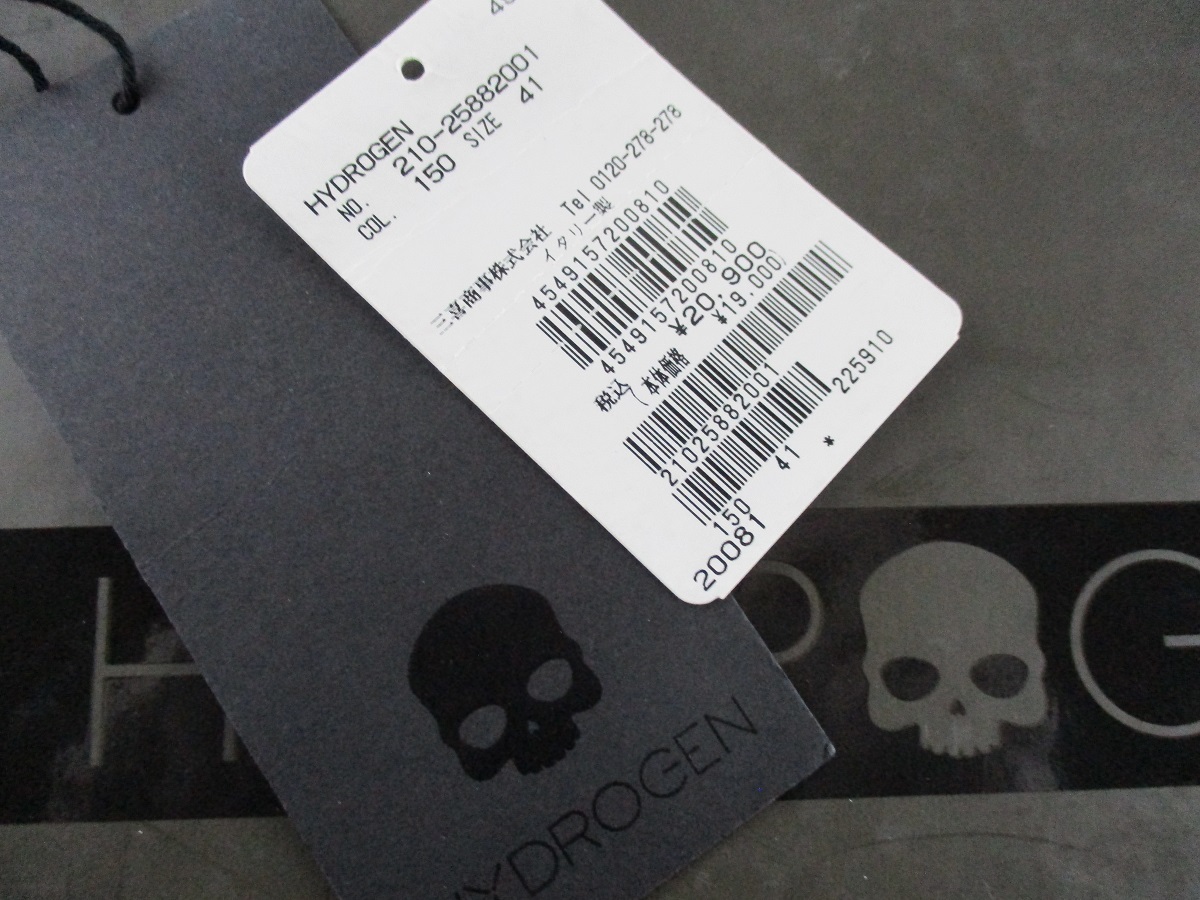 HYDROGEN
NO. 210-25882001
COL. 150 SIZE 41
三喜商事株式会社 Tel 0120-278-278
イタリー製
4549157200810
4549157200810
税込 ¥20,900
(本体価格 ¥19,000)
21025882001
225910
150 41 *
20081
HYDROGEN
H
G